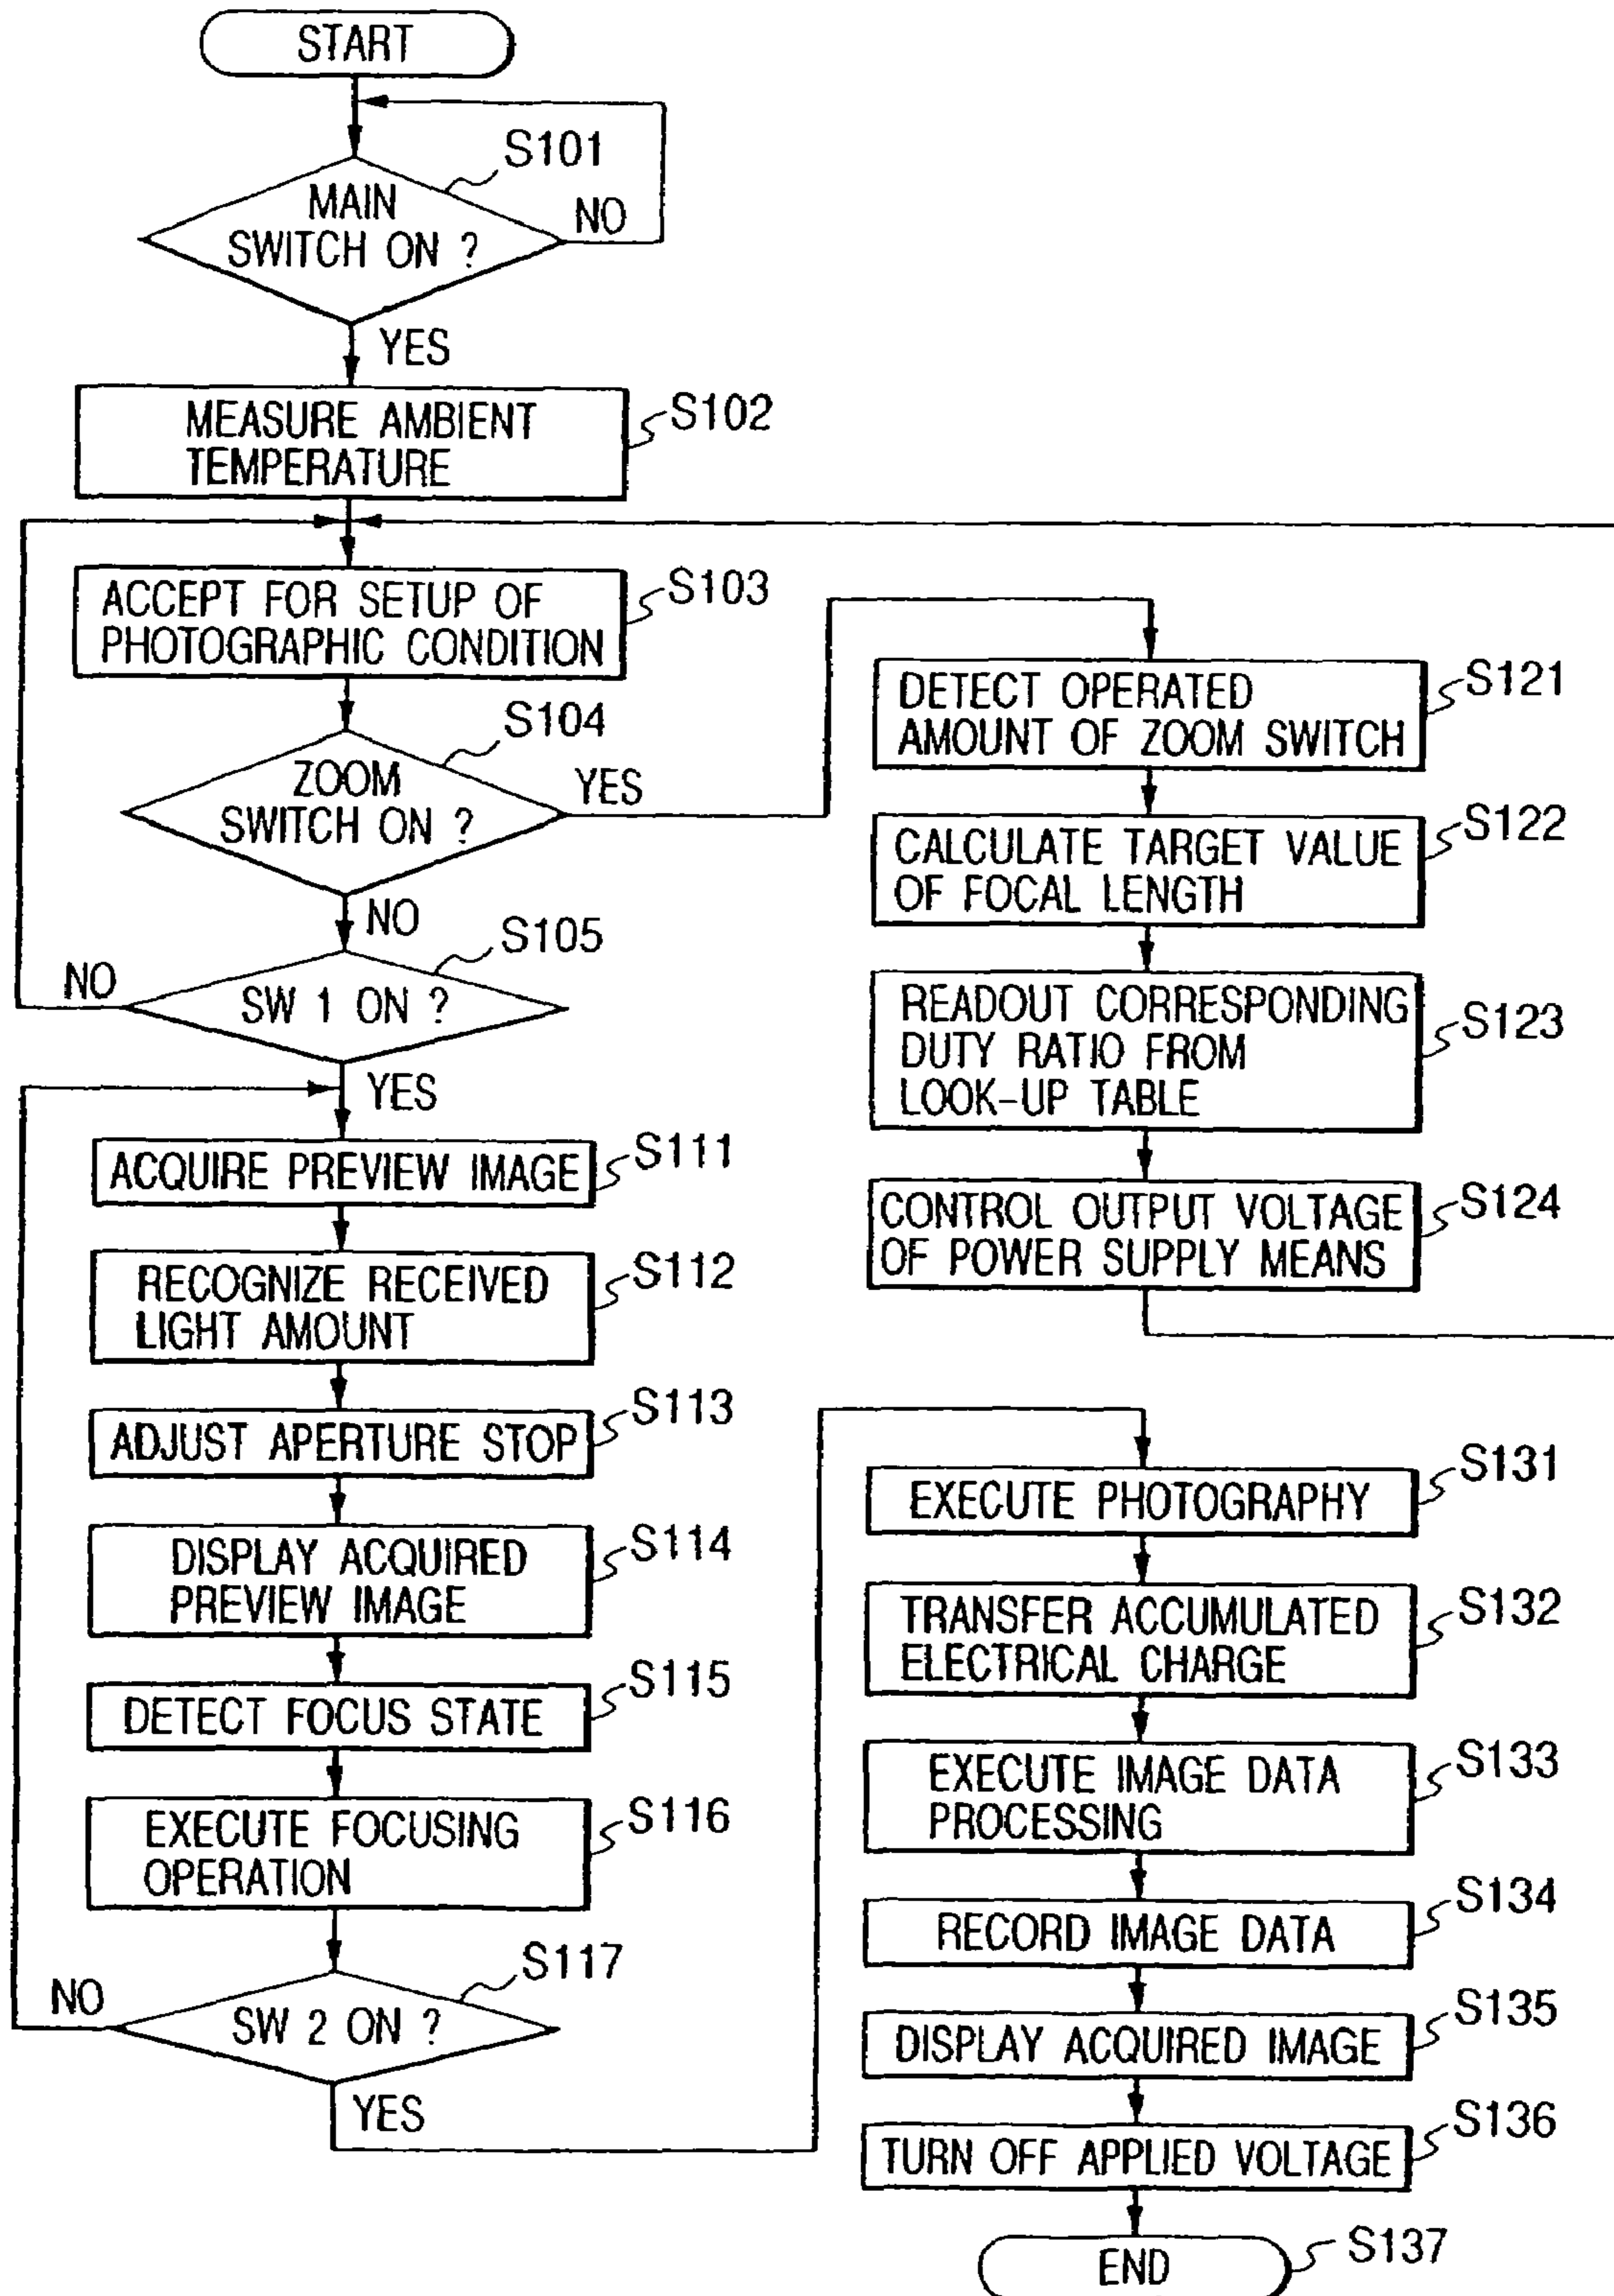 START
S101
MAIN
SWITCH ON ?
NO
YES
MEASURE AMBIENT
TEMPERATURE
S102
ACCEPT FOR SETUP OF
PHOTOGRAPHIC CONDITION
S103
S104
ZOOM
SWITCH ON ?
YES
NO
S105
NO
SW 1 ON ?
YES
ACQUIRE PREVIEW IMAGE
S111
RECOGNIZE RECEIVED
LIGHT AMOUNT
S112
ADJUST APERTURE STOP
S113
DISPLAY ACQUIRED
PREVIEW IMAGE
S114
DETECT FOCUS STATE
S115
EXECUTE FOCUSING
OPERATION
S116
S117
NO
SW 2 ON ?
YES
DETECT OPERATED
AMOUNT OF ZOOM SWITCH
S121
CALCULATE TARGET VALUE
OF FOCAL LENGTH
S122
READOUT CORRESPONDING
DUTY RATIO FROM
LOOK-UP TABLE
S123
CONTROL OUTPUT VOLTAGE
OF POWER SUPPLY MEANS
S124
EXECUTE PHOTOGRAPHY
S131
TRANSFER ACCUMULATED
ELECTRICAL CHARGE
S132
EXECUTE IMAGE DATA
PROCESSING
S133
RECORD IMAGE DATA
S134
DISPLAY ACQUIRED IMAGE
S135
TURN OFF APPLIED VOLTAGE
S136
END
S137